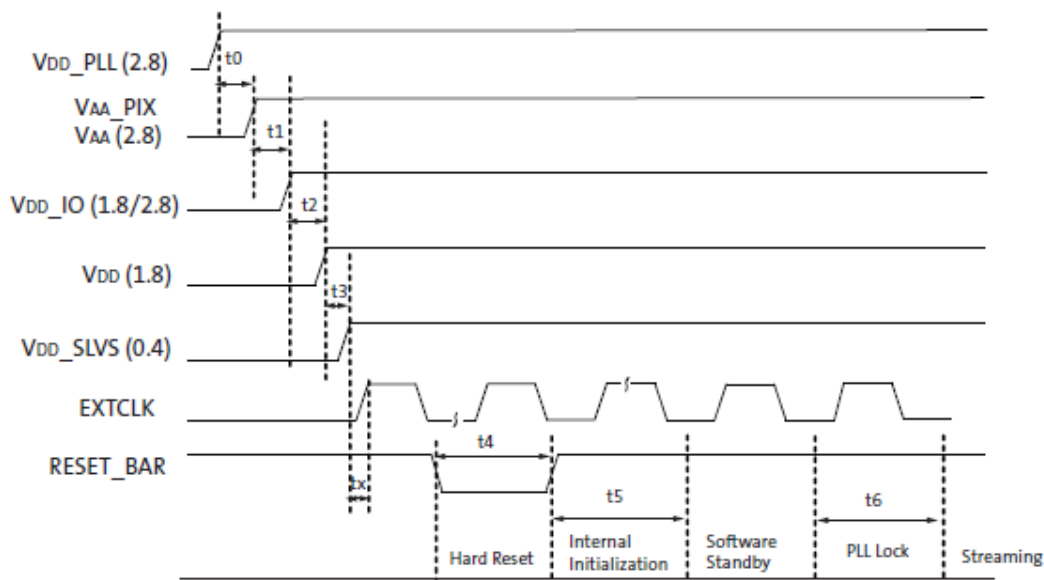 VDD_PLL (2.8)
t0
VAA_PIX
VAA (2.8)
t1
VDD_IO (1.8/2.8)
t2
VDD (1.8)
t3
VDD_SLVS (0.4)
EXTCLK
t4
RESET_BAR
tx
t5
t6
Hard Reset
Internal
Initialization
Software
Standby
PLL Lock
Streaming